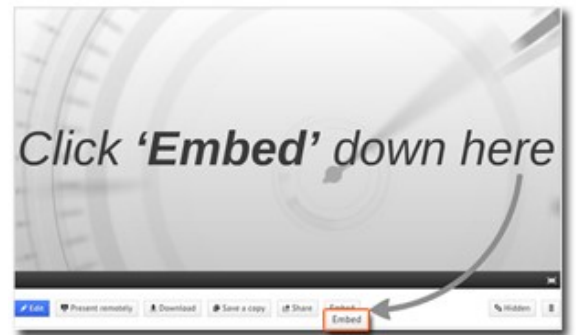 Click ‘Embed’ down here
Edit Present remotely Download Save a copy Share Embed Hidden
Embed